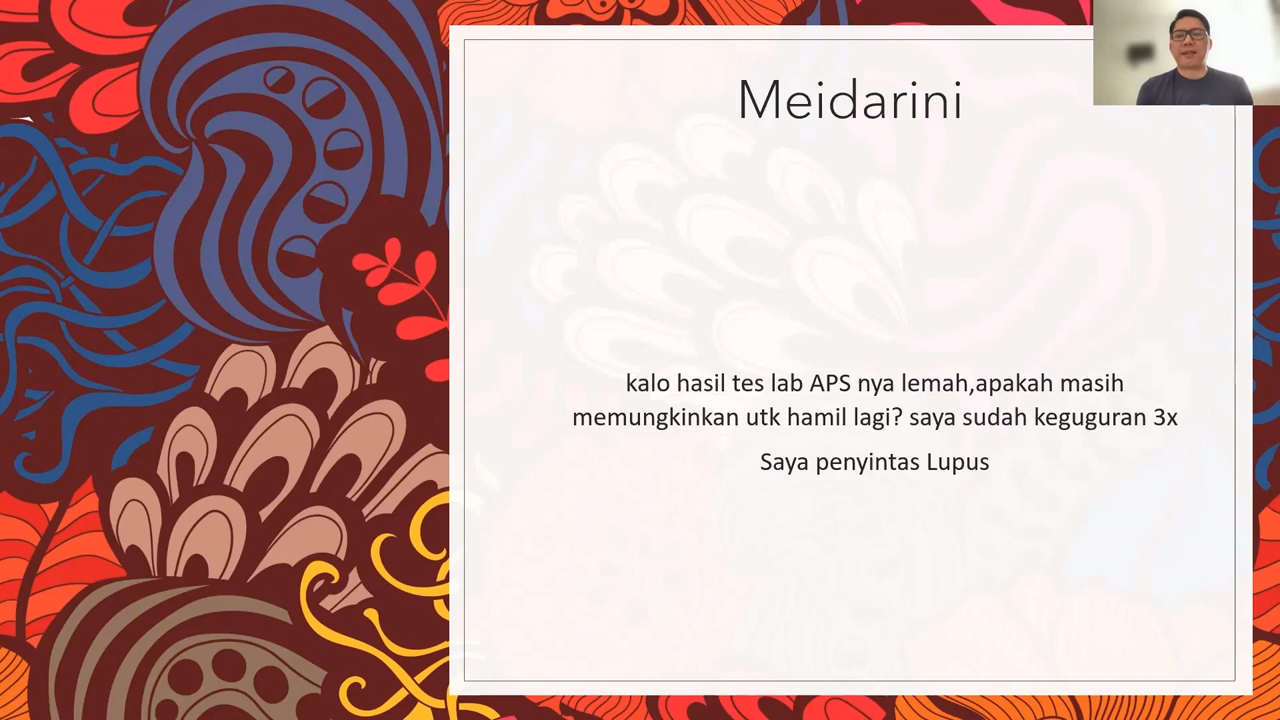 Meidarini
kalo hasil tes lab APS nya lemah,apakah masih
memungkinkan utk hamil lagi? saya sudah keguguran 3x
Saya penyintas Lupus